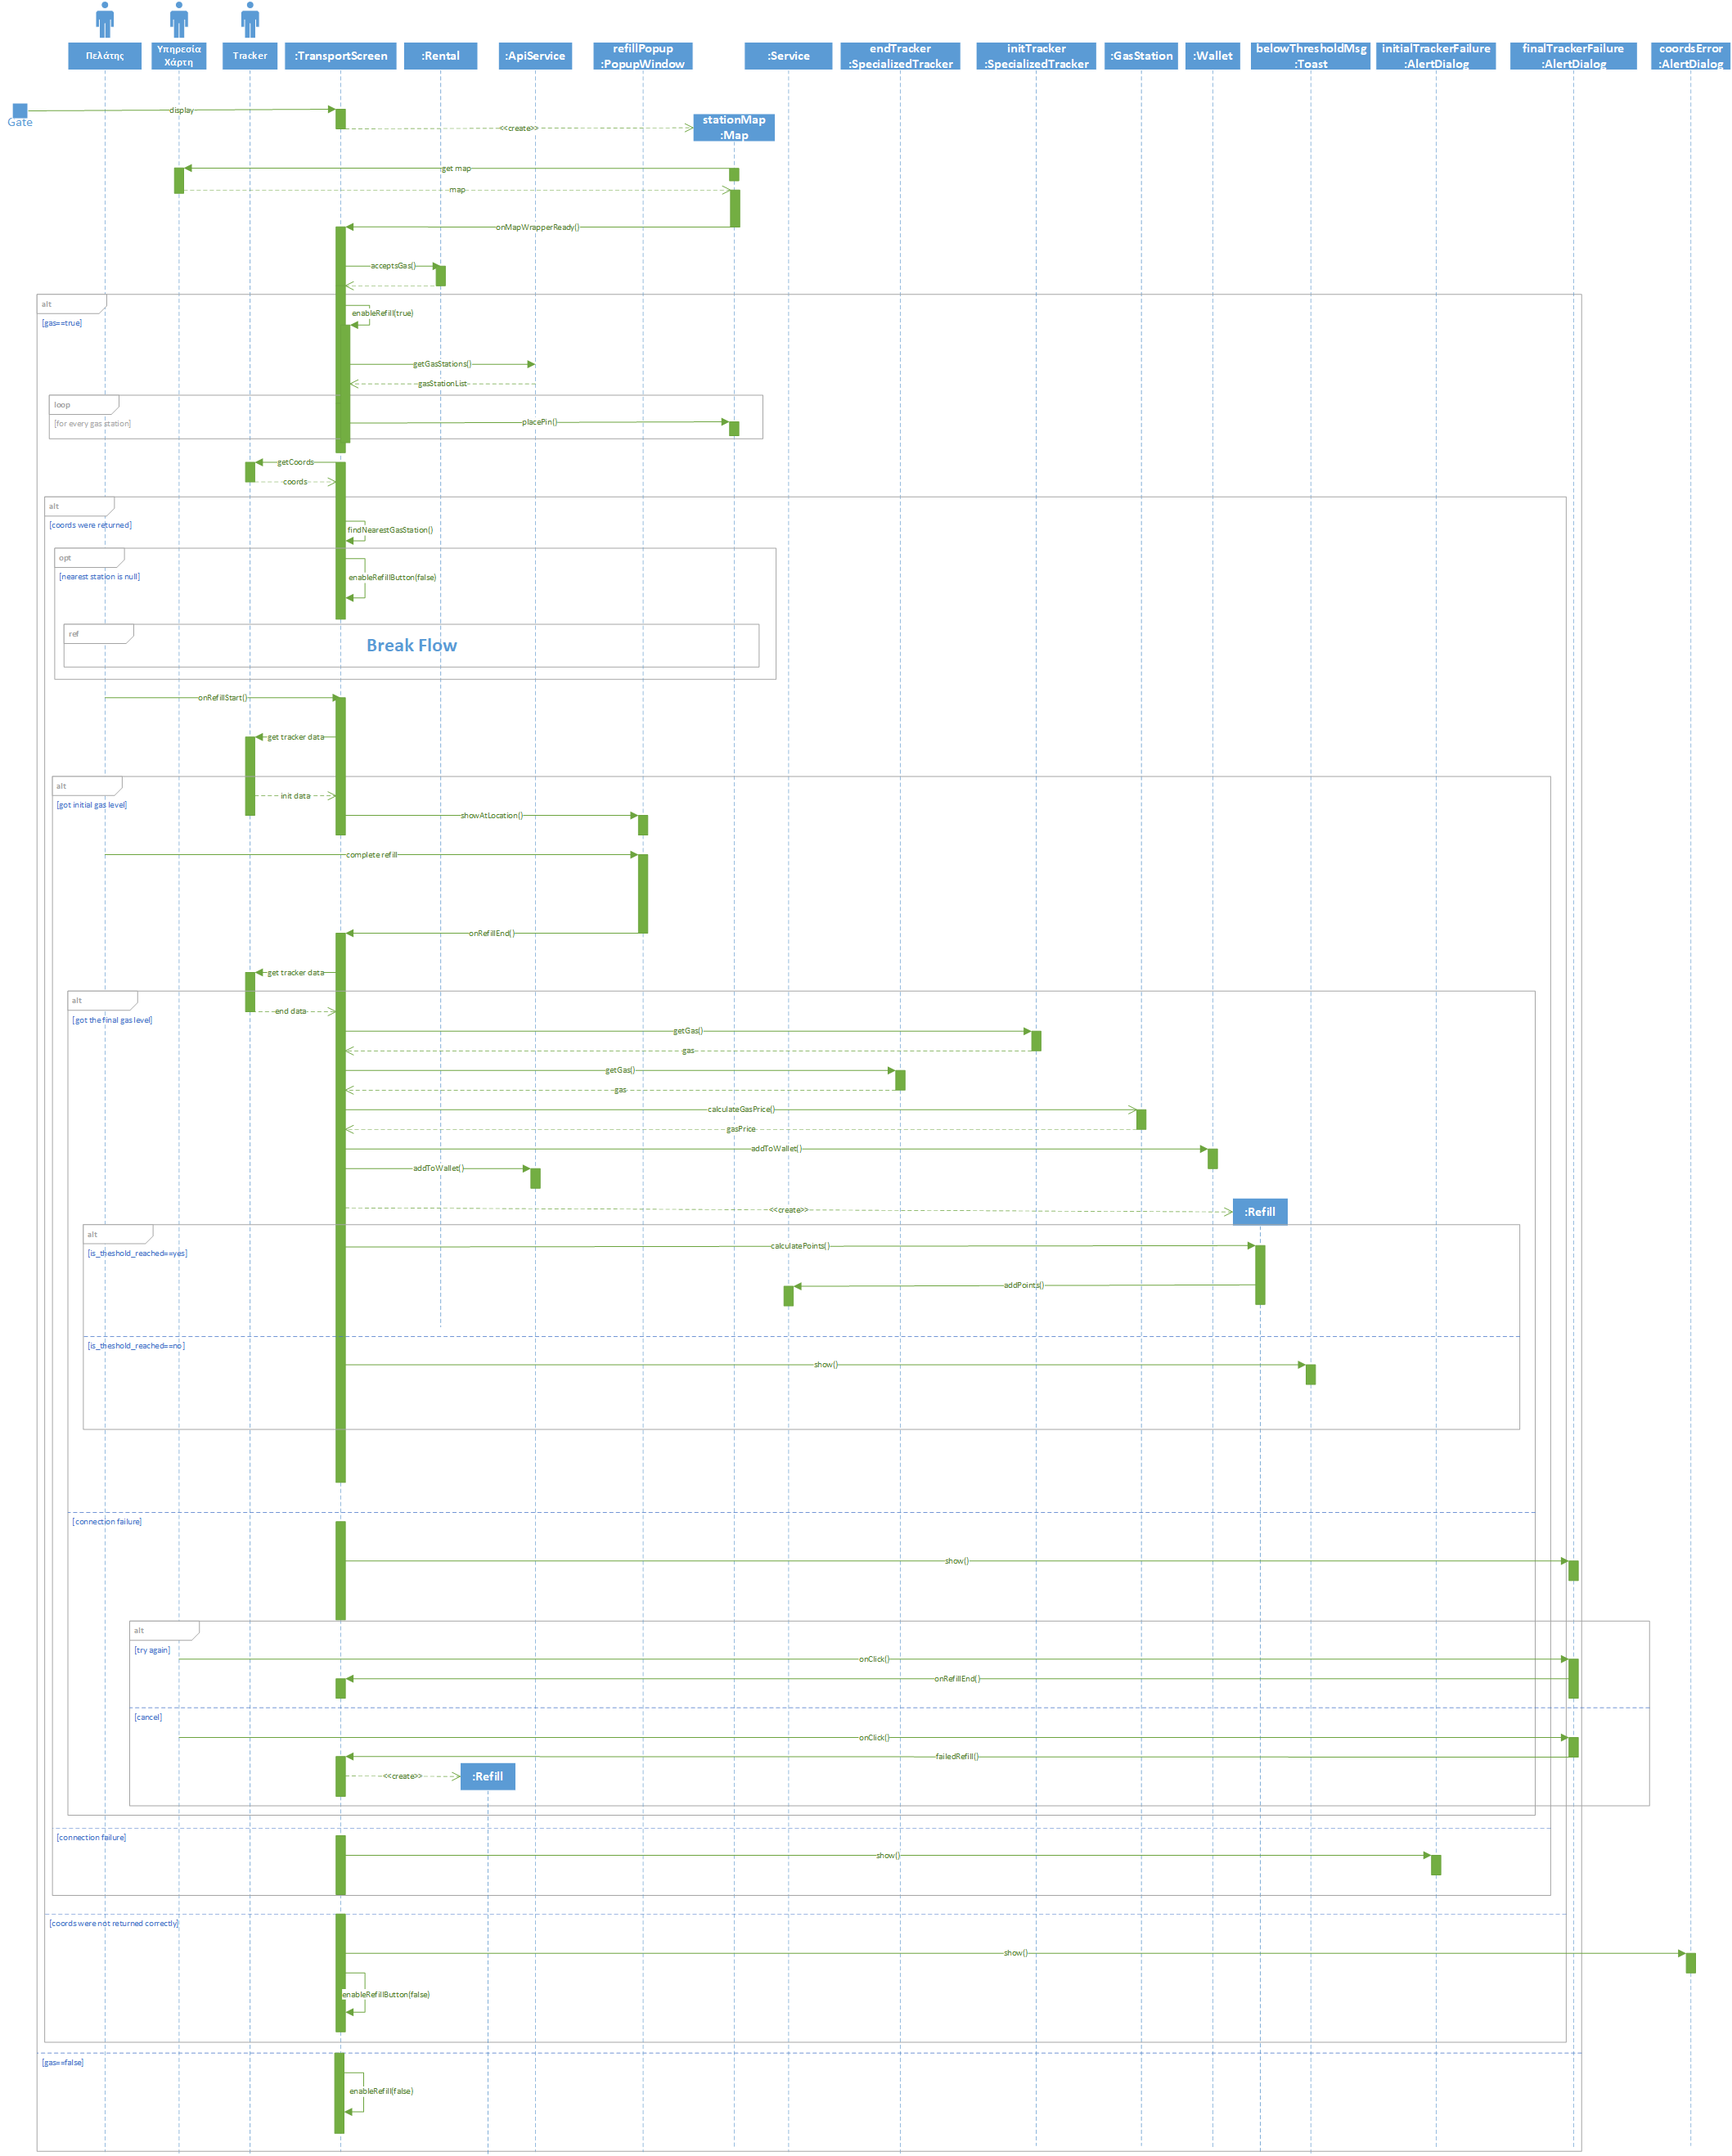 Πελάτης
Υπηρεσία
Χάρτη
Tracker
:TransportScreen
:Rental
:ApiService
refillPopup
:PopupWindow
:Service
endTracker
:SpecializedTracker
initTracker
:SpecializedTracker
:GasStation
:Wallet
belowThresholdMsg
:Toast
initialTrackerFailure
:AlertDialog
finalTrackerFailure
:AlertDialog
coordsError
:AlertDialog
Gate
display
<<create>>
stationMap
:Map
get map
map
onMapWrapperReady()
acceptsGas()
alt
[gas==true]
enableRefill(true)
getGasStations()
gasStationList
loop
[for every gas station]
placePin()
getCoords
coords
alt
[coords were returned]
findNearestGasStation()
opt
[nearest station is null]
enableRefillButton(false)
ref
Break Flow
onRefillStart()
get tracker data
alt
[got initial gas level]
init data
showAtLocation()
complete refill
onRefillEnd()
get tracker data
alt
[got the final gas level]
end data
getGas()
gas
getGas()
gas
calculateGasPrice()
gasPrice
addToWallet()
addToWallet()
<<create>>
:Refill
alt
[is_theshold_reached==yes]
calculatePoints()
addPoints()
[is_theshold_reached==no]
show()
[connection failure]
show()
alt
[try again]
onClick()
onRefillEnd()
[cancel]
onClick()
failedRefill()
<<create>>
:Refill
[connection failure]
show()
[coords were not returned correctly]
show()
enableRefillButton(false)
[gas==false]
enableRefill(false)